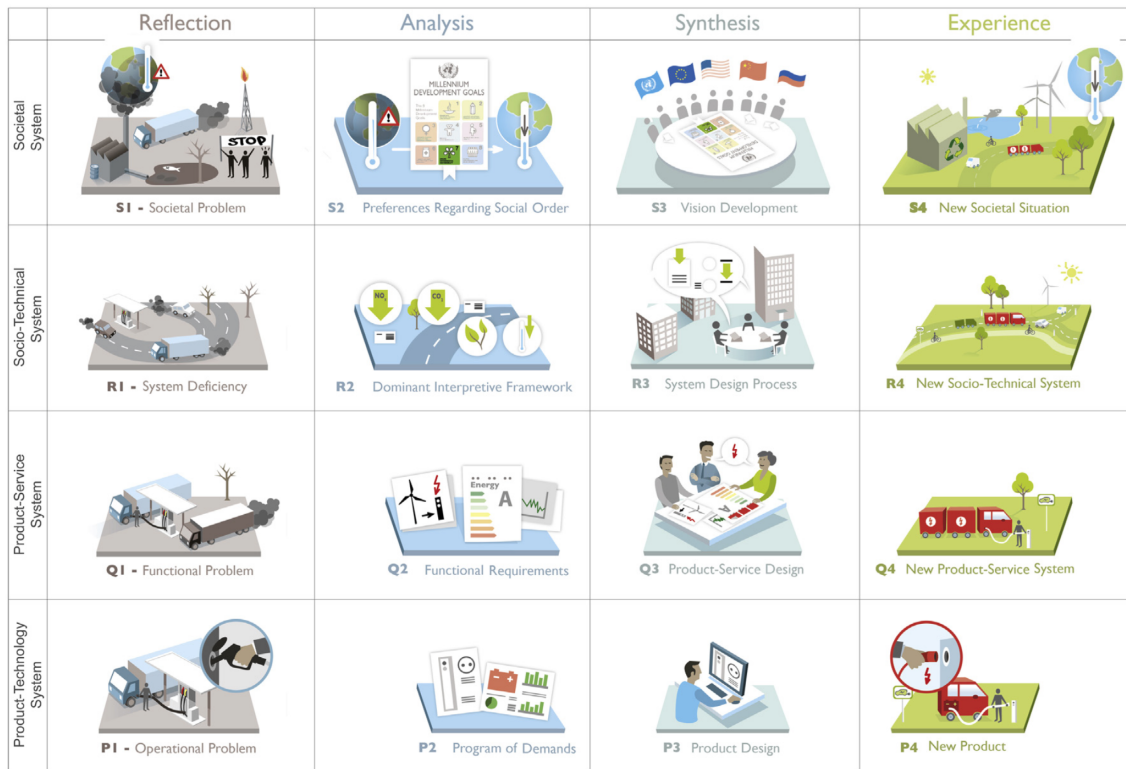 Reflection
Analysis
Synthesis
Experience
Societal
System
STOP
MILLENNIUM
DEVELOPMENT GOALS
S1 - Societal Problem
S2 Preferences Regarding Social Order
S3 Vision Development
S4 New Societal Situation
Socio-Technical
System
NO
CO₂
R1 - System Deficiency
R2 Dominant Interpretive Framework
R3 System Design Process
R4 New Socio-Technical System
Product-Service
System
Energy
A
Q1 - Functional Problem
Q2 Functional Requirements
Q3 Product-Service Design
Q4 New Product-Service System
Product-Technology
System
P1 - Operational Problem
P2 Program of Demands
P3 Product Design
P4 New Product